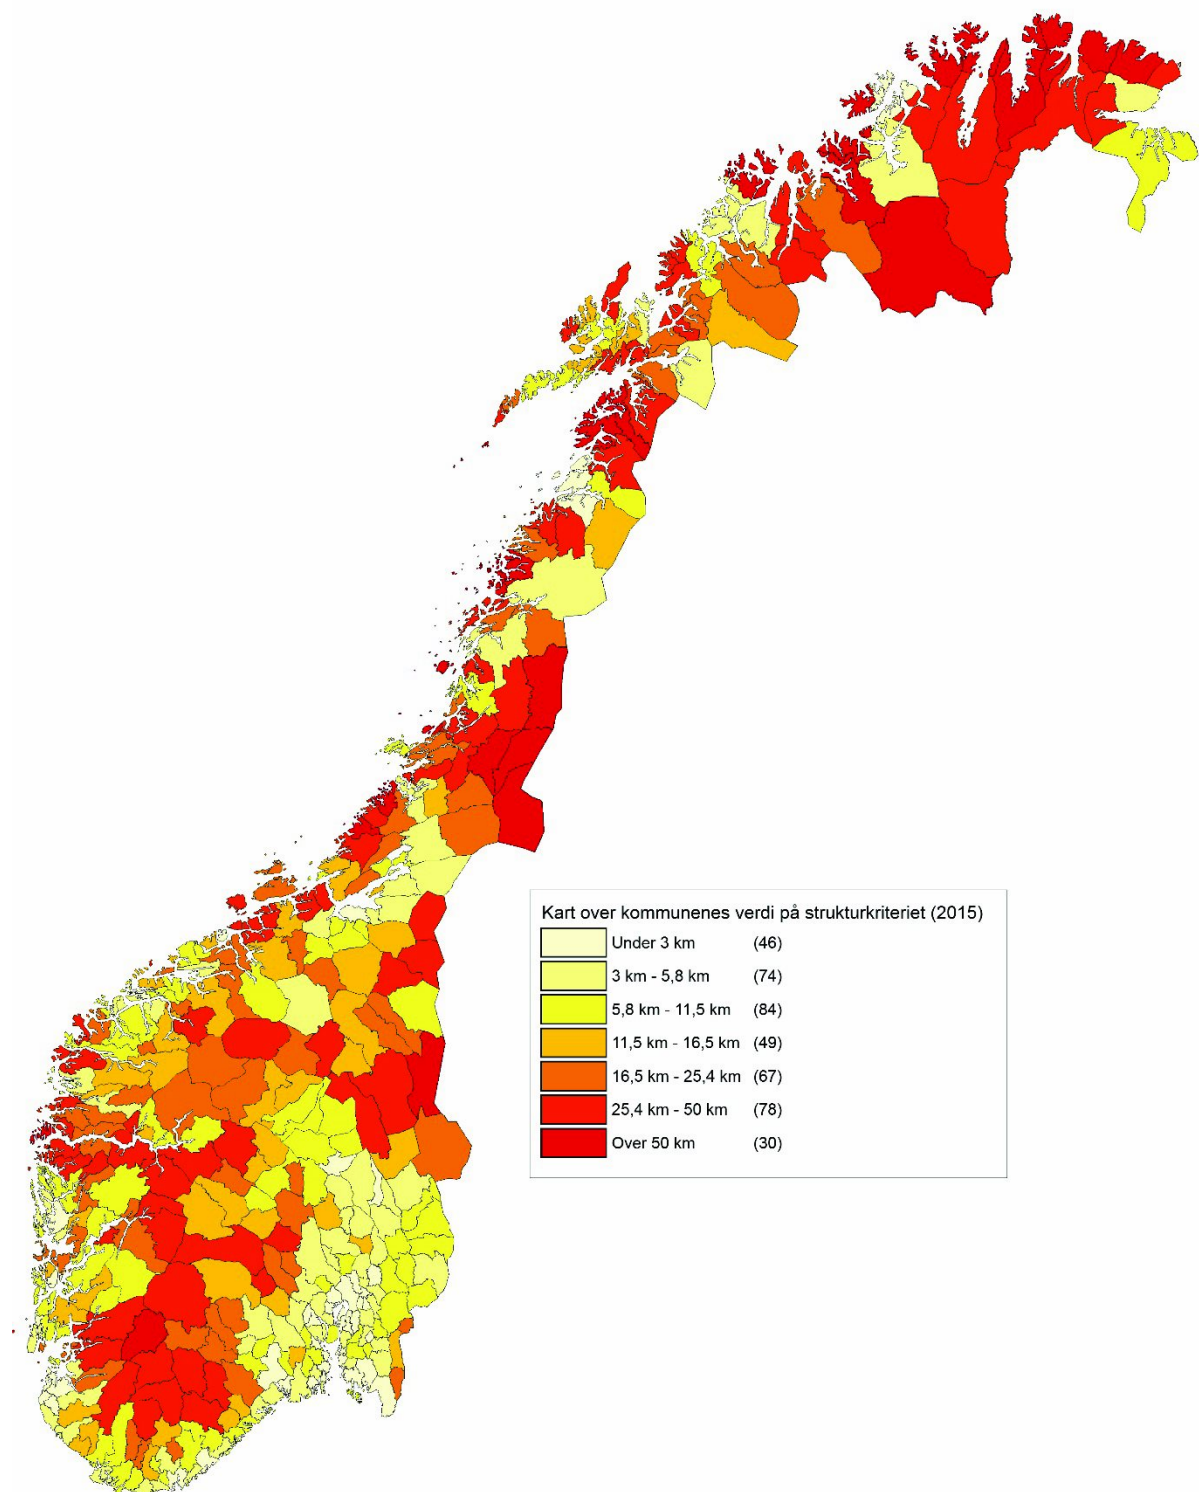 Kart over kommunenes verdi på strukturkriteriet (2015)
Under 3 km (46)
3 km - 5,8 km (74)
5,8 km - 11,5 km (84)
11,5 km - 16,5 km (49)
16,5 km - 25,4 km (67)
25,4 km - 50 km (78)
Over 50 km (30)